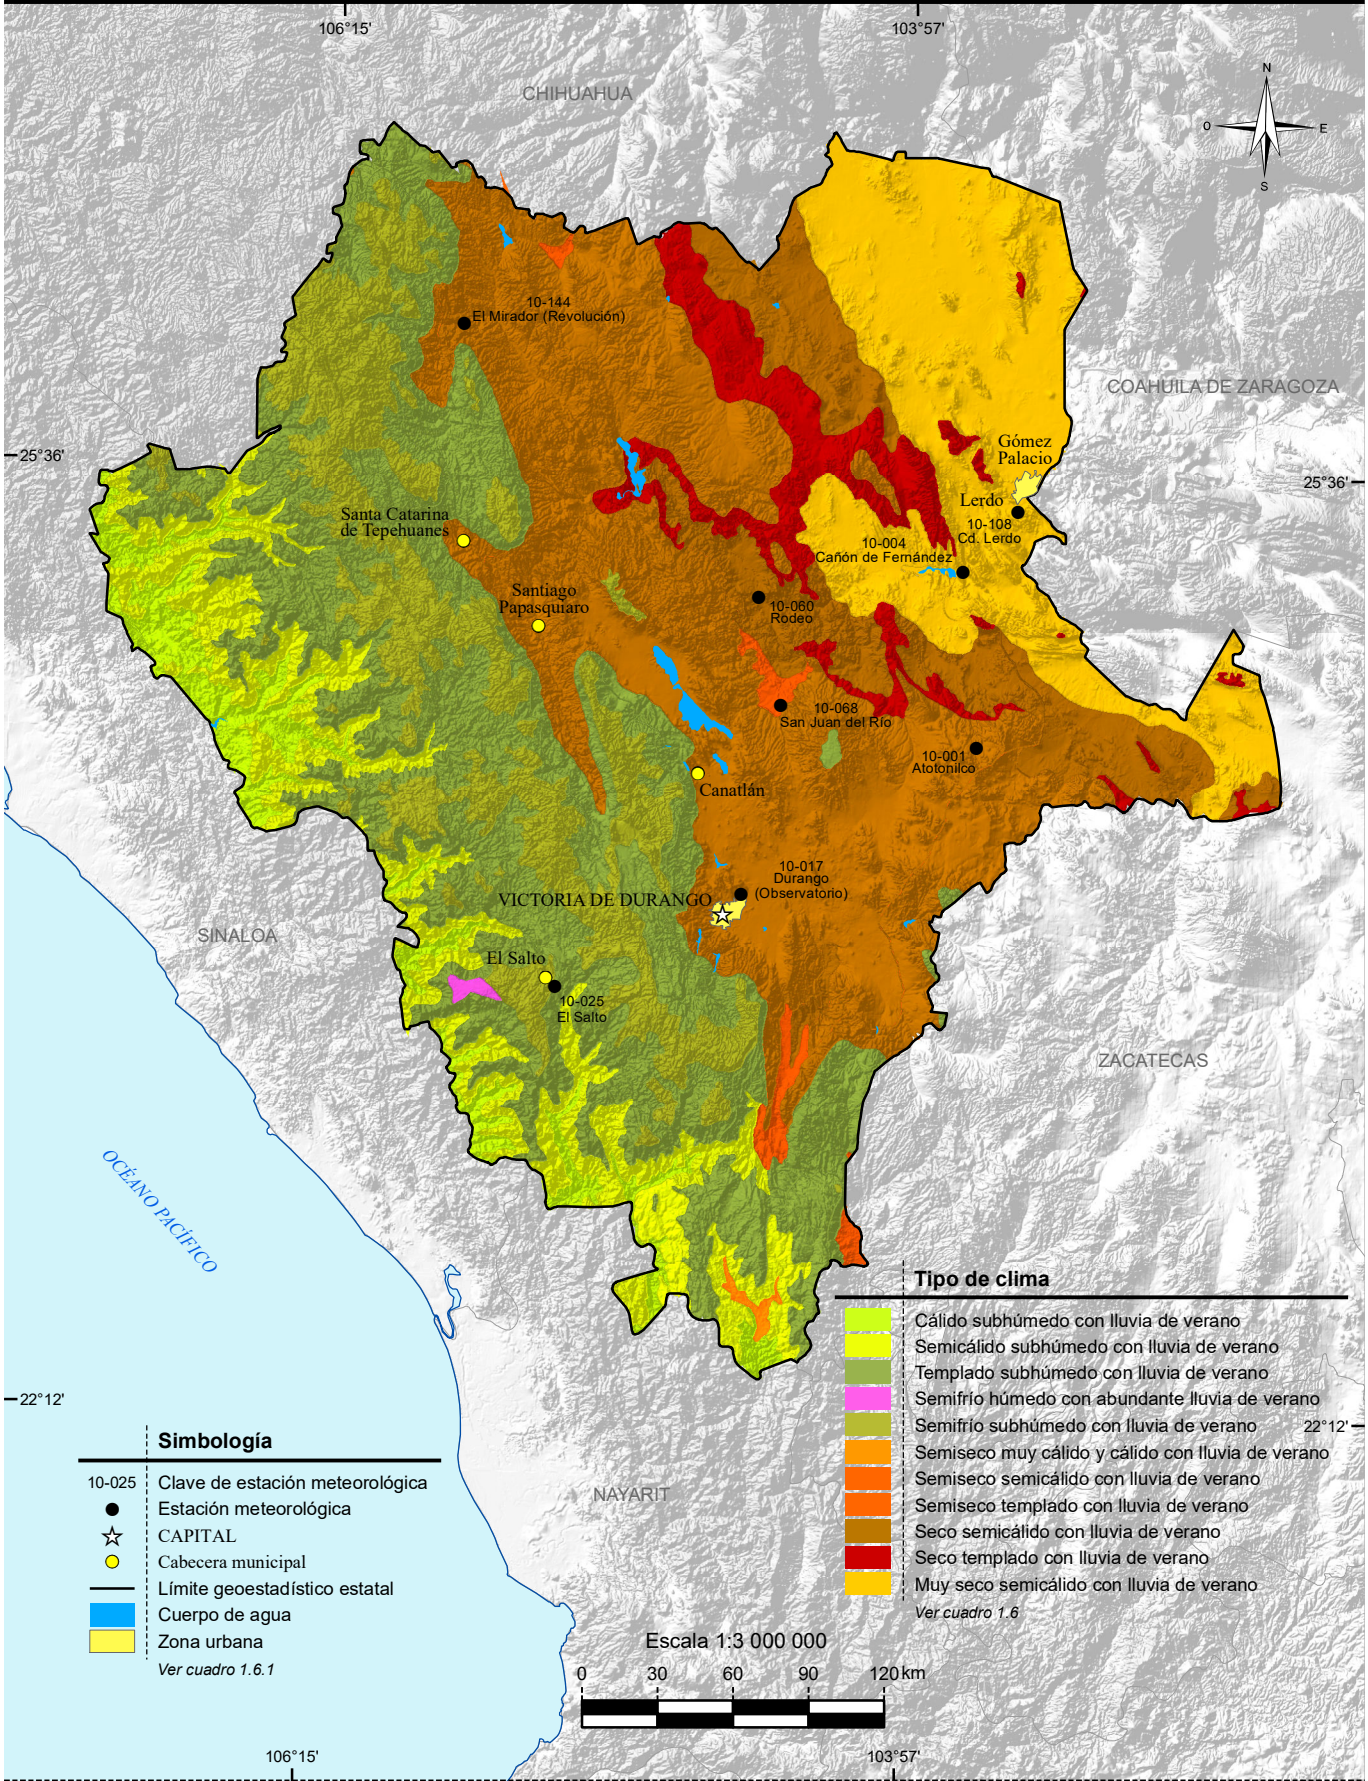 106°15'
103°57'
CHIHUAHUA
N
O
E
S
10-144
El Mirador (Revolución)
COAHUILA DE ZARAGOZA
25°36'
25°36'
Gómez
Palacio
Lerdo
10-108
Cd. Lerdo
Santa Catarina
de Tepehuanes
10-004
Cañón de Fernández
Santiago
Papasquiaro
10-060
Rodeo
10-068
San Juan del Río
10-001
Atotonilco
Canatlán
10-017
Durango
(Observatorio)
VICTORIA DE DURANGO
SINALOA
El Salto
10-025
El Salto
ZACATECAS
OCÉANO PACÍFICO
NAYARIT
22°12'
22°12'
Tipo de clima
Cálido subhúmedo con lluvia de verano
Semicálido subhúmedo con lluvia de verano
Templado subhúmedo con lluvia de verano
Semifrío húmedo con abundante lluvia de verano
Semifrío subhúmedo con lluvia de verano
Semiseco muy cálido y cálido con lluvia de verano
Semiseco semicálido con lluvia de verano
Semiseco templado con lluvia de verano
Seco semicálido con lluvia de verano
Seco templado con lluvia de verano
Muy seco semicálido con lluvia de verano
Ver cuadro 1.6
Simbología
10-025 Clave de estación meteorológica
Estación meteorológica
CAPITAL
Cabecera municipal
Límite geoestadístico estatal
Cuerpo de agua
Zona urbana
Ver cuadro 1.6.1
Escala 1:3 000 000
0 30 60 90 120 km
106°15'
103°57'